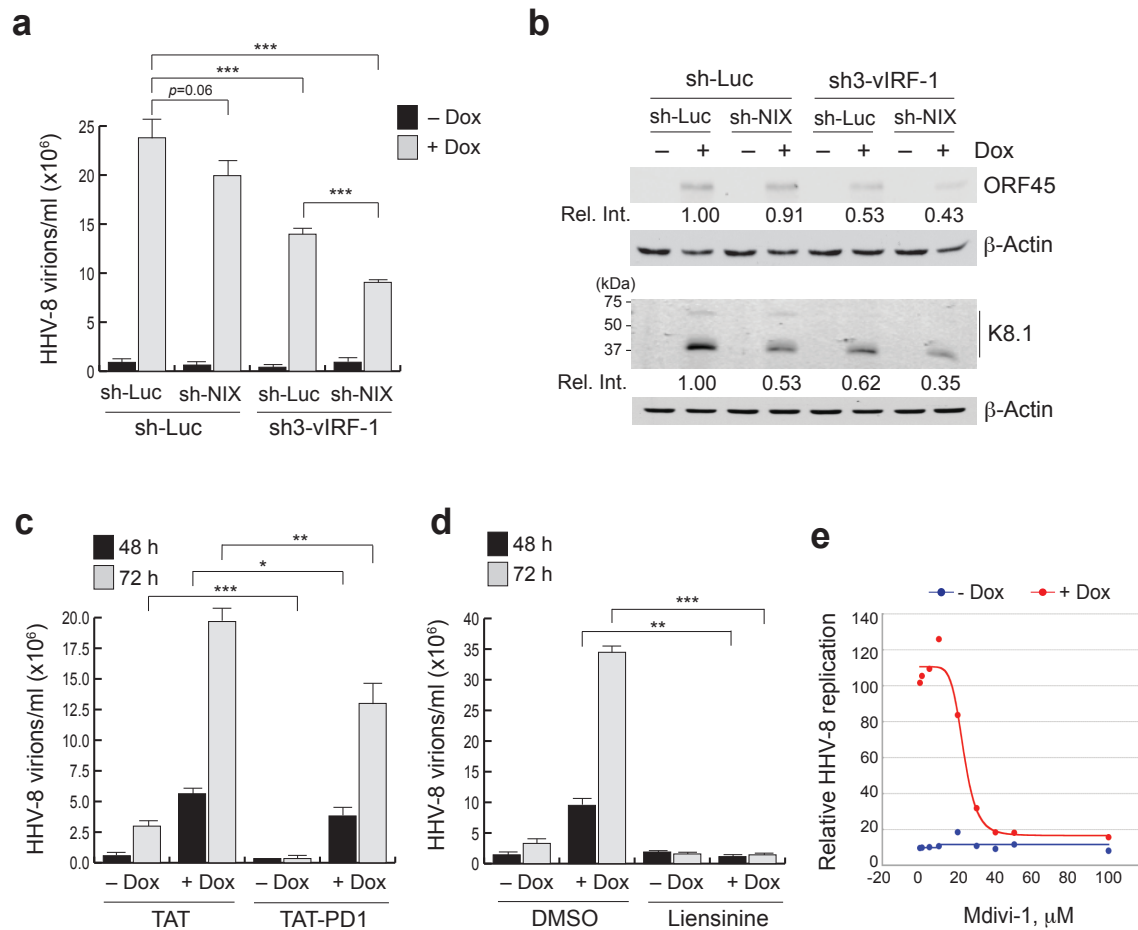 a
***
***
p=0.06
***
– Dox
+ Dox
HHV-8 virions/ml (x10⁶)
25
20
15
10
5
0
sh-Luc sh-NIX sh-Luc sh-NIX
sh-Luc sh3-vIRF-1
b
sh-Luc sh3-vIRF-1
sh-Luc sh-NIX sh-Luc sh-NIX
– + – + – + – + Dox
ORF45
Rel. Int. 1.00 0.91 0.53 0.43
β-Actin
(kDa)
75
50
37
K8.1
Rel. Int. 1.00 0.53 0.62 0.35
β-Actin
c
48 h
72 h
**
*
***
HHV-8 virions/ml (x10⁶)
20.0
17.5
15.0
12.5
10.0
7.5
5.0
2.5
0.0
– Dox + Dox – Dox + Dox
TAT TAT-PD1
d
48 h
72 h
***
**
HHV-8 virions/ml (x10⁶)
40
35
30
25
20
15
10
5
0
– Dox + Dox – Dox + Dox
DMSO Liensinine
e
- Dox + Dox
Relative HHV-8 replication
140
120
100
80
60
40
20
0
-20 0 20 40 60 80 100
Mdivi-1, μM